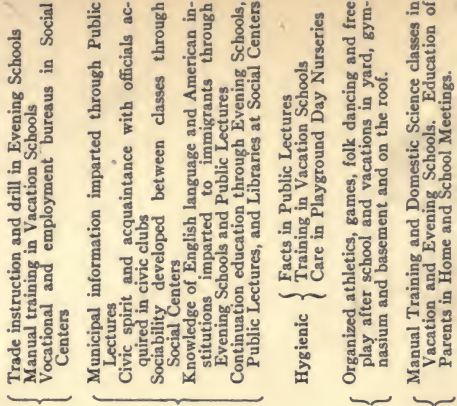 Trade instruction and drill in Evening Schools
Manual training in Vacation Schools
Vocational and employment bureaus in Social
Centers
Municipal information imparted through Public
Lectures
Civic spirit and acquaintance with officials ac-
quired in civic clubs
Sociability developed between classes through
Social Centers
Knowledge of English language and American in-
stitutions imparted to immigrants through
Evening Schools and Public Lectures
Continuation education through Evening Schools,
Public Lectures, and Libraries at Social Centers
Hygienic { Facts in Public Lectures
Training in Vacation Schools
Care in Playground Day Nurseries
Organized athletics, games, folk dancing and free
play after school and vacations in yard, gym-
nasium and basement and on the roof.
Manual Training and Domestic Science classes in
Vacation and Evening Schools. Education of
Parents in Home and School Meetings.